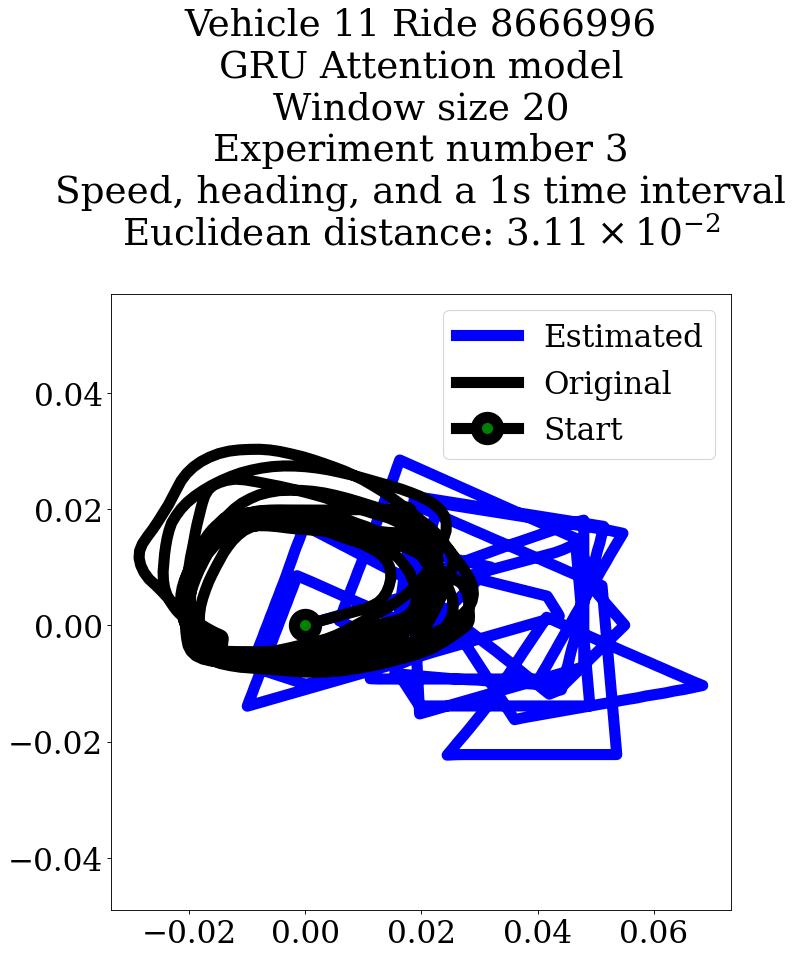 Vehicle 11 Ride 8666996
GRU Attention model
Window size 20
Experiment number 3
Speed, heading, and a 1s time interval
Euclidean distance: 3.11 × 10⁻²
Estimated
Original
Start
0.04
0.02
0.00
−0.02
−0.04
−0.02 0.00 0.02 0.04 0.06